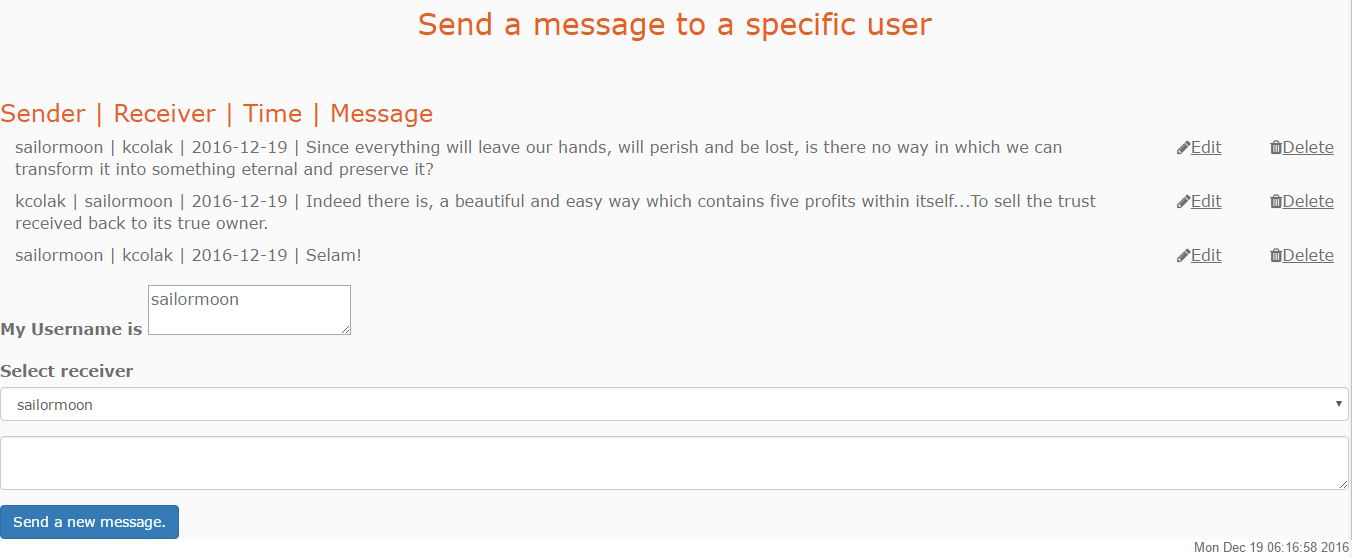 Send a message to a specific user
Sender | Receiver | Time | Message
sailormoon | kcolak | 2016-12-19 | Since everything will leave our hands, will perish and be lost, is there no way in which we can
transform it into something eternal and preserve it?
Edit Delete
kcolak | sailormoon | 2016-12-19 | Indeed there is, a beautiful and easy way which contains five profits within itself...To sell the trust
received back to its true owner.
Edit Delete
sailormoon | kcolak | 2016-12-19 | Selam!
Edit Delete
My Username is sailormoon
Select receiver
sailormoon
Send a new message.
Mon Dec 19 06:16:58 2016